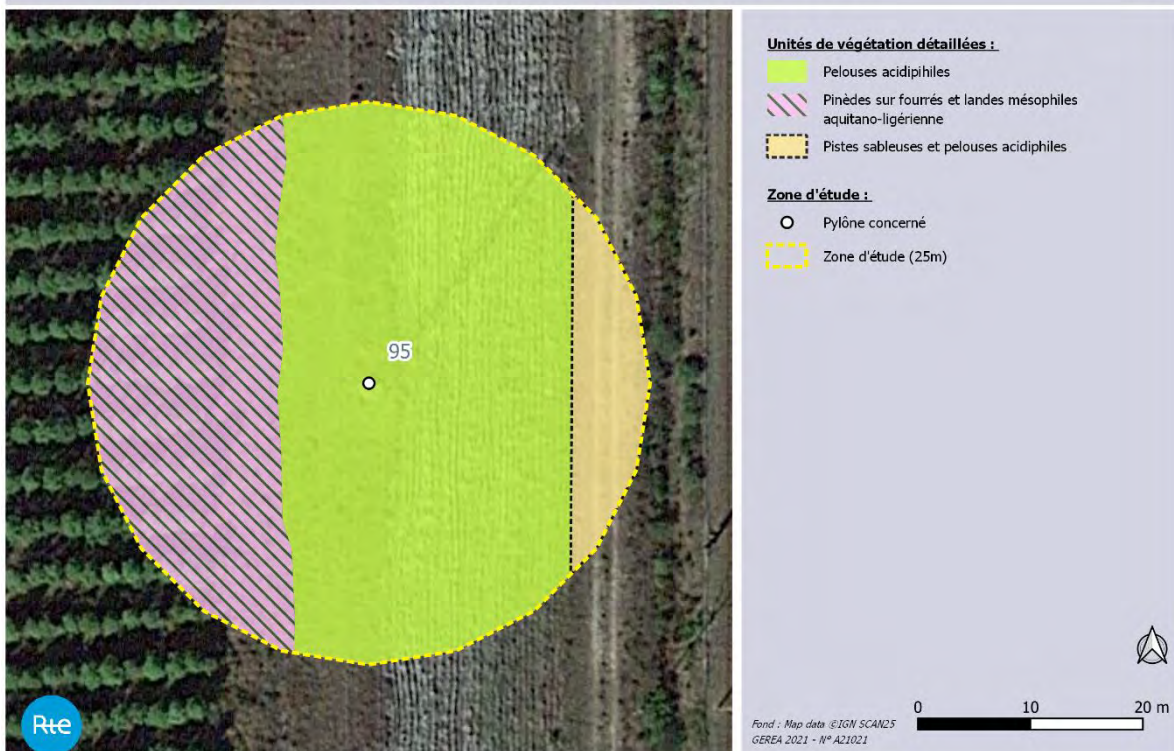 Unités de végétation détaillées :
Pelouses acidipihiles
Pinèdes sur fourrés et landes mésophiles
aquitano-ligérienne
Pistes sableuses et pelouses acidiphiles
Zone d'étude :
Pylône concerné
Zone d'étude (25m)
95
Rte
Fond : Map data ©IGN SCAN25
GEREA 2021 - N° A21021
0 10 20 m